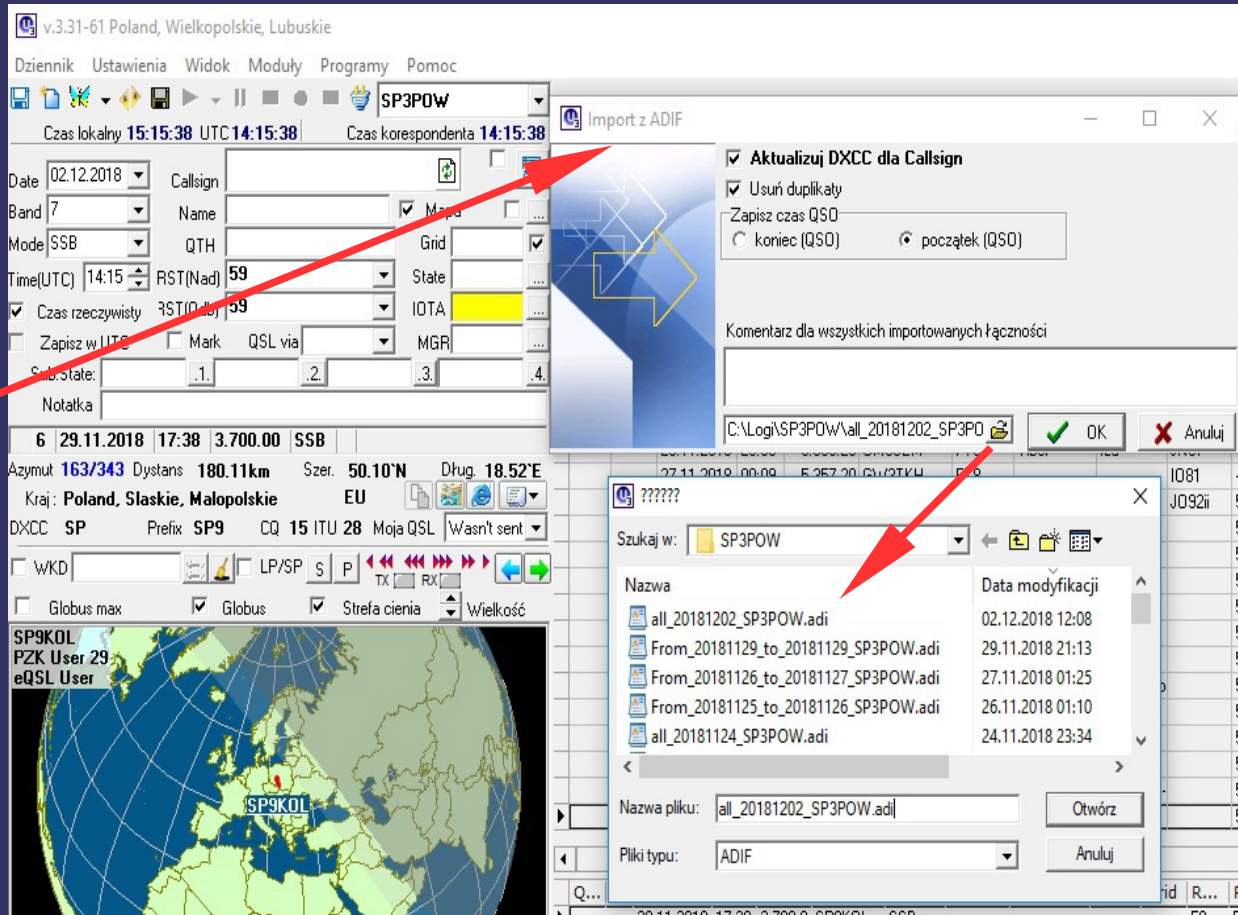 v.3.31-61 Poland, Wielkopolskie, Lubuskie
Dziennik Ustawienia Widok Moduły Programy Pomoc
SP3POW
Czas lokalny 15:15:38 UTC 14:15:38 Czas korespondenta 14:15:38
Date 02.12.2018 Callsign
Band 7 Name
Mode SSB QTH Grid
Time(UTC) 14:15 RST(Nad) 59 State
Czas rzeczywisty 59 IOTA
Zapisz w UTC Mark QSL via MGR
Sub.State: .1. .2. .3. .4.
Notatka
6 29.11.2018 17:38 3.700.00 SSB
Azymut 163/343 Dystans 180.11km Szer. 50.10`N Dług. 18.52`E
Kraj: Poland, Slaskie, Malopolskie EU
DXCC SP Prefix SP9 CQ 15 ITU 28 Moja QSL Wasn't sent
WKD LP/SP S P TX RX
Globus max Globus Strefa cienia Wielkość
SP9KOL
PZK User 29
eQSL User
SP9KOL
Import z ADIF
Aktualizuj DXCC dla Callsign
Usuń duplikaty
Zapisz czas QSO
koniec (QSO) początek (QSO)
Komentarz dla wszystkich importowanych łączności
C:\Logi\SP3POW\all_20181202_SP3PO OK Anuluj
27.11.2018 00:09 5.357.20 GW3TKH IO81
JO92ii
??????
Szukaj w: SP3POW
Nazwa Data modyfikacji
all_20181202_SP3POW.adi 02.12.2018 12:08
From_20181129_to_20181129_SP3POW.adi 29.11.2018 21:13
From_20181126_to_20181127_SP3POW.adi 27.11.2018 01:25
From_20181125_to_20181126_SP3POW.adi 26.11.2018 01:10
all_20181124_SP3POW.adi 24.11.2018 23:34
Nazwa pliku: all_20181202_SP3POW.adi Otwórz
Pliki typu: ADIF Anuluj
Q... R...